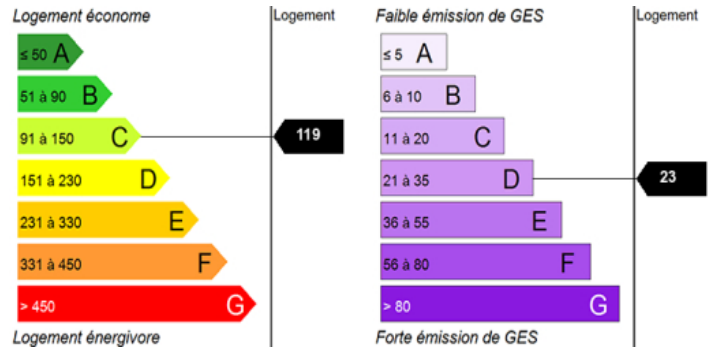 Logement économe
Logement
≤ 50 A
51 à 90 B
91 à 150 C
119
151 à 230 D
231 à 330 E
331 à 450 F
> 450 G
Logement énergivore
Faible émission de GES
Logement
≤ 5 A
6 à 10 B
11 à 20 C
21 à 35 D
23
36 à 55 E
56 à 80 F
> 80 G
Forte émission de GES